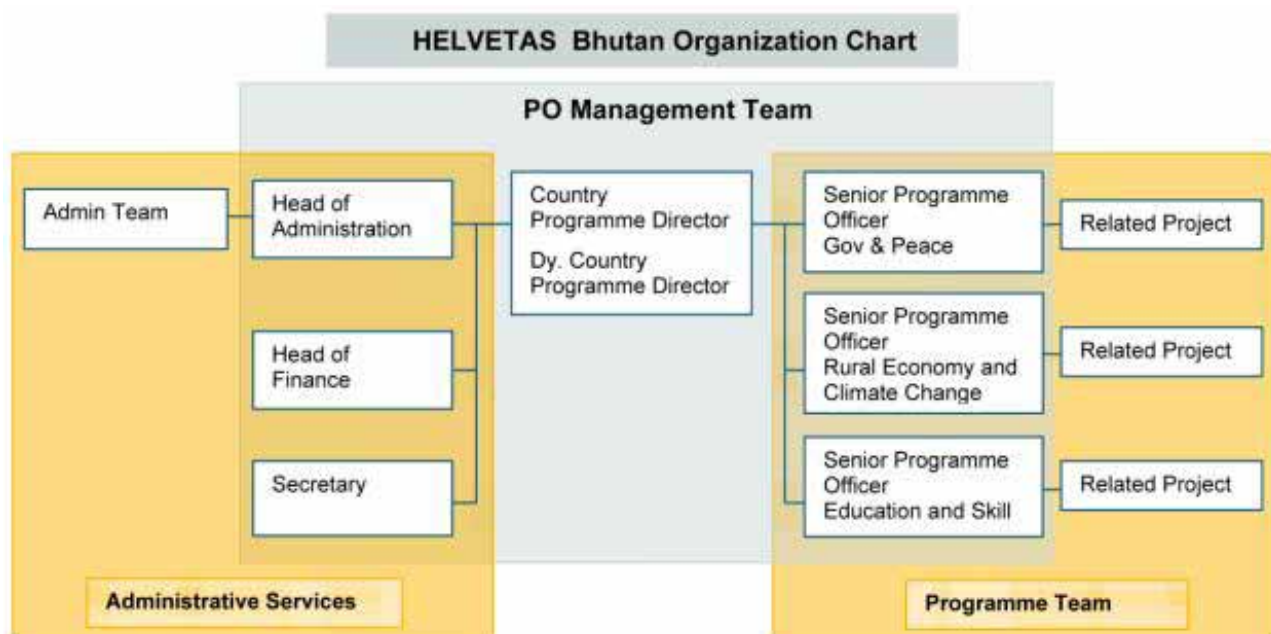 HELVETAS Bhutan Organization Chart
PO Management Team
Admin Team
Head of
Administration
Head of
Finance
Secretary
Administrative Services
Country
Programme Director
Dy. Country
Programme Director
Senior Programme
Officer
Gov & Peace
Related Project
Senior Programme
Officer
Rural Economy and
Climate Change
Related Project
Senior Programme
Officer
Education and Skill
Related Project
Programme Team